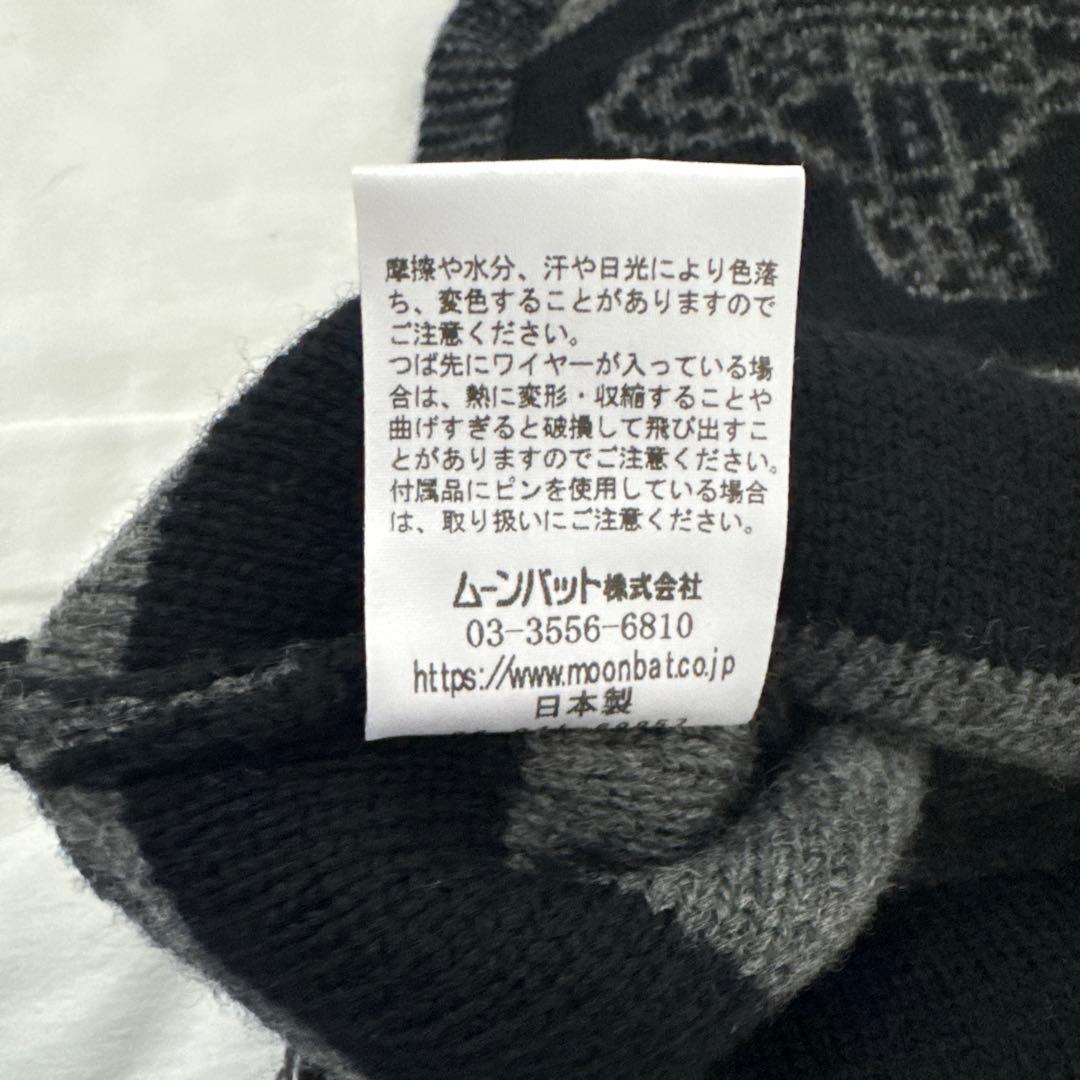 摩擦や水分、汗や日光により色落
ち、変色することがありますので
ご注意ください。
つば先にワイヤーが入っている場
合は、熱に変形・収縮することや
曲げすぎると破損して飛び出すこ
とがありますのでご注意ください。
付属品にピンを使用している場合
は、取り扱いにご注意ください。
ムーンバット株式会社
03-3556-6810
https://www.moonbat.co.jp
日本製